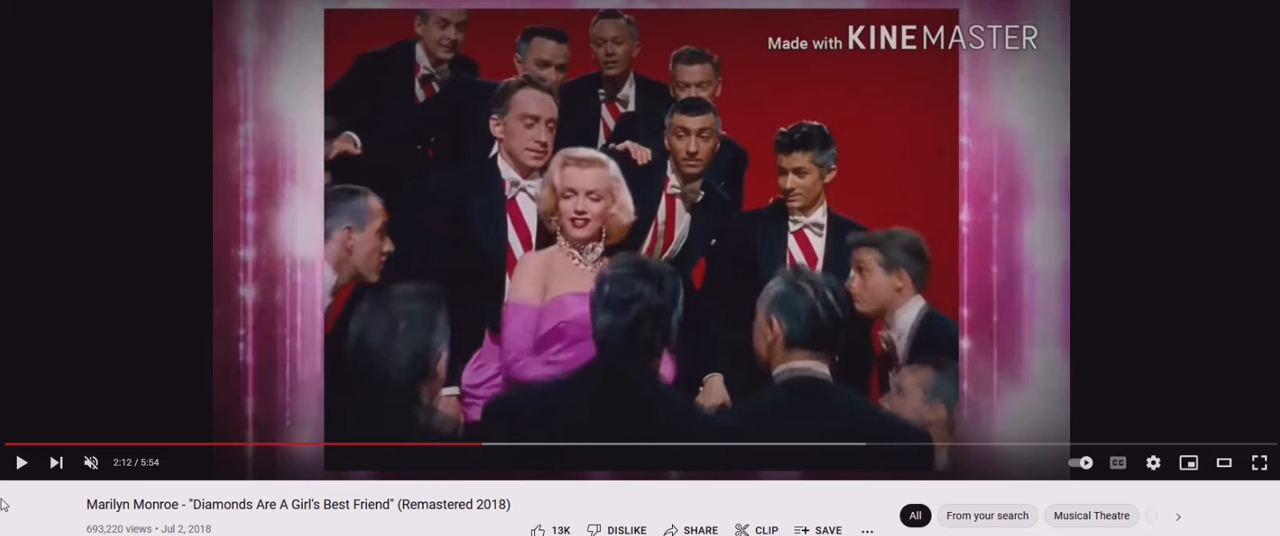 Made with KINEMASTER
2:12 / 5:54
CC
Marilyn Monroe - "Diamonds Are A Girl's Best Friend" (Remastered 2018)
693,220 views • Jul 2, 2018
13K DISLIKE SHARE CLIP SAVE
All From your search Musical Theatre